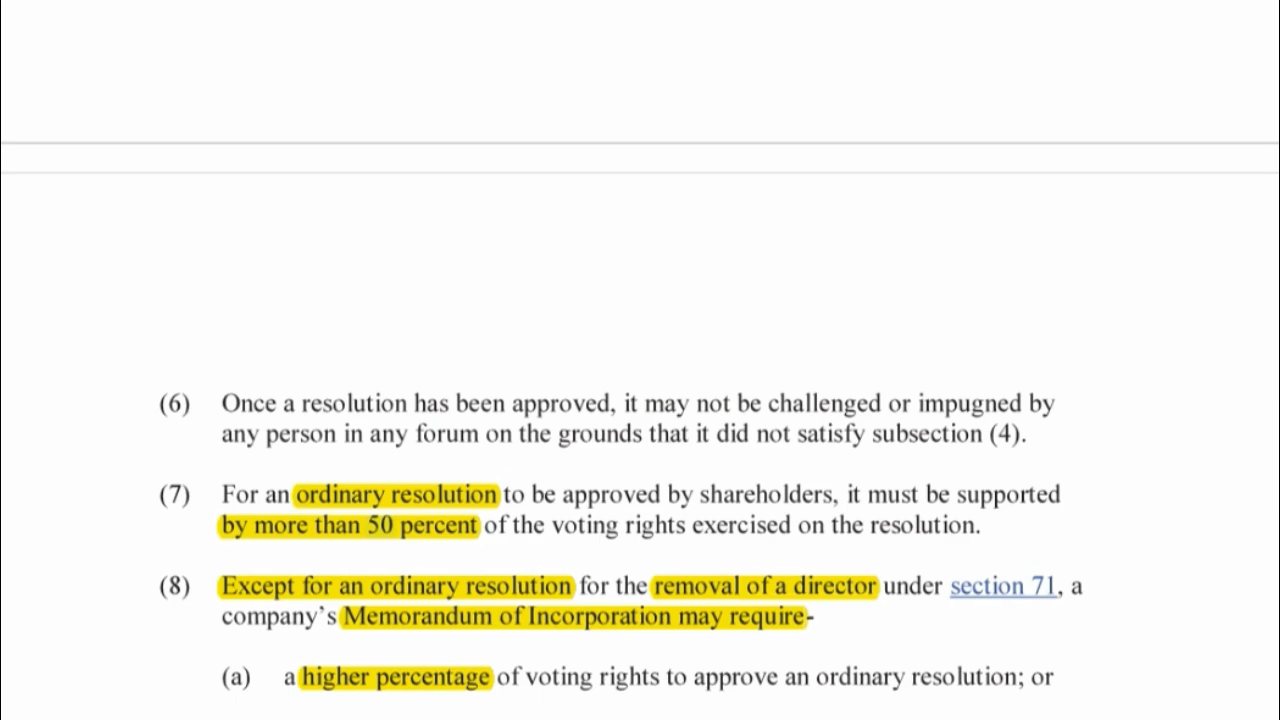 (6) Once a resolution has been approved, it may not be challenged or impugned by
any person in any forum on the grounds that it did not satisfy subsection (4).
(7) For an ordinary resolution to be approved by shareholders, it must be supported
by more than 50 percent of the voting rights exercised on the resolution.
(8) Except for an ordinary resolution for the removal of a director under section 71, a
company's Memorandum of Incorporation may require-
(a) a higher percentage of voting rights to approve an ordinary resolution; or